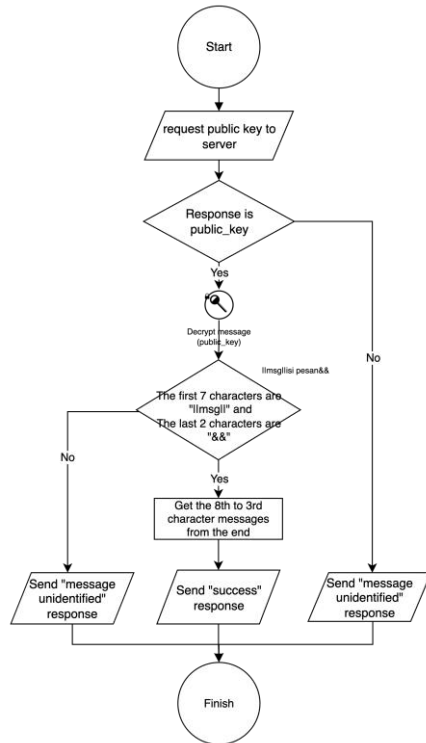 Start
request public key to
server
Response is
public_key
Yes
No
Decrypt message
(public_key)
llmsgllisi pesan&&
The first 7 characters are
"llmsgll" and
The last 2 characters are
"&&"
No
Yes
Get the 8th to 3rd
character messages
from the end
Send "message
unidentified"
response
Send "success"
response
Send "message
unidentified"
response
Finish